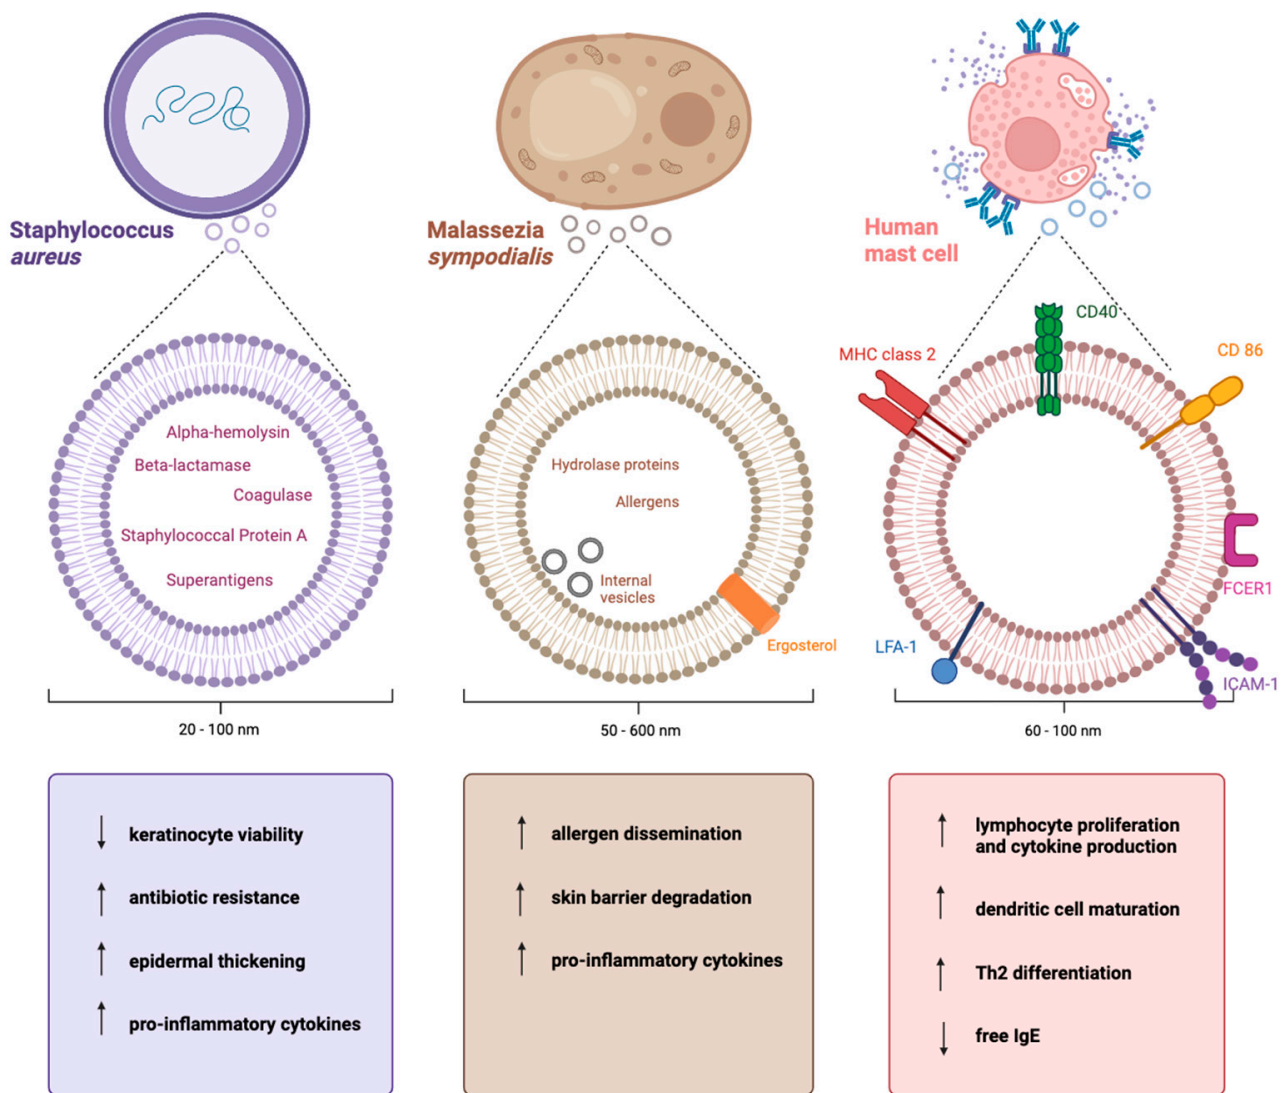 Staphylococcus
aureus
Alpha-hemolysin
Beta-lactamase
Coagulase
Staphylococcal Protein A
Superantigens
20 - 100 nm
↓ keratinocyte viability
↑ antibiotic resistance
↑ epidermal thickening
↑ pro-inflammatory cytokines
Malassezia
sympodialis
Hydrolase proteins
Allergens
Internal
vesicles
Ergosterol
50 - 600 nm
↑ allergen dissemination
↑ skin barrier degradation
↑ pro-inflammatory cytokines
Human
mast cell
CD40
MHC class 2
CD 86
FCER1
LFA-1
ICAM-1
60 - 100 nm
↑ lymphocyte proliferation
and cytokine production
↑ dendritic cell maturation
↑ Th2 differentiation
↓ free IgE